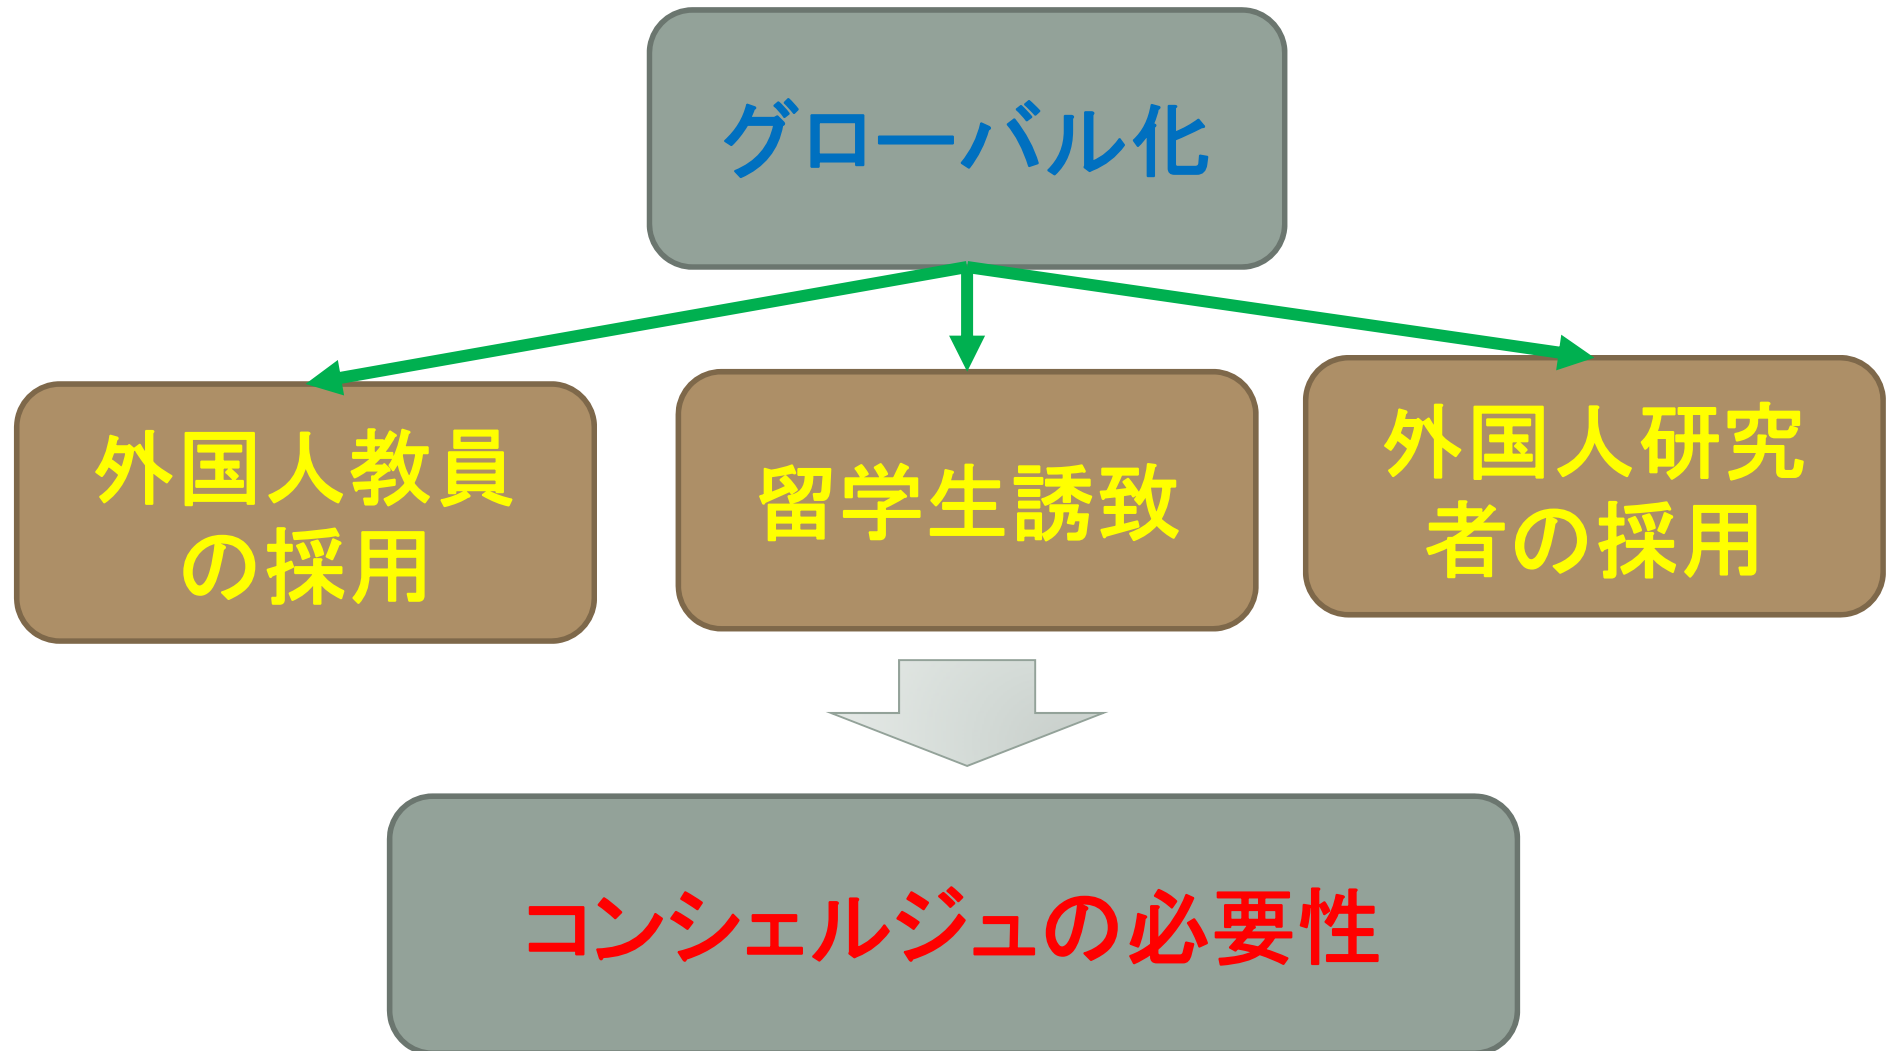 グローバル化
外国人教員
の採用
留学生誘致
外国人研究
者の採用
コンシェルジュの必要性